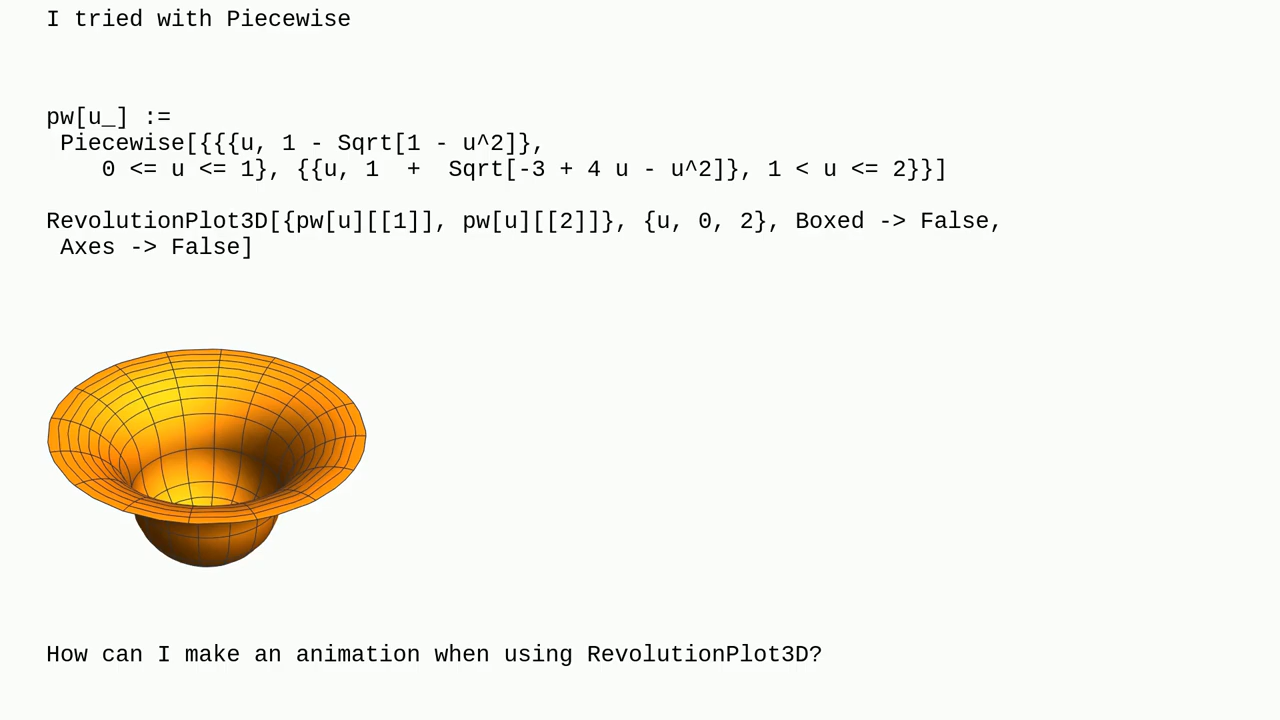 I tried with Piecewise
pw[u_] :=
 Piecewise[{{{u, 1 - Sqrt[1 - u^2]},
    0 <= u <= 1}, {{u, 1  +  Sqrt[-3 + 4 u - u^2]}, 1 < u <= 2}}]
RevolutionPlot3D[{pw[u][[1]], pw[u][[2]]}, {u, 0, 2}, Boxed -> False,
 Axes -> False]
How can I make an animation when using RevolutionPlot3D?